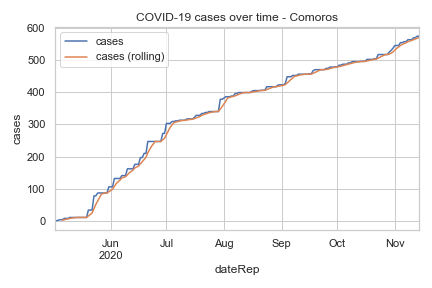 COVID-19 cases over time - Comoros
cases
cases (rolling)
600
500
400
300
200
100
0
cases
Jun
2020
Jul
Aug
Sep
Oct
Nov
dateRep